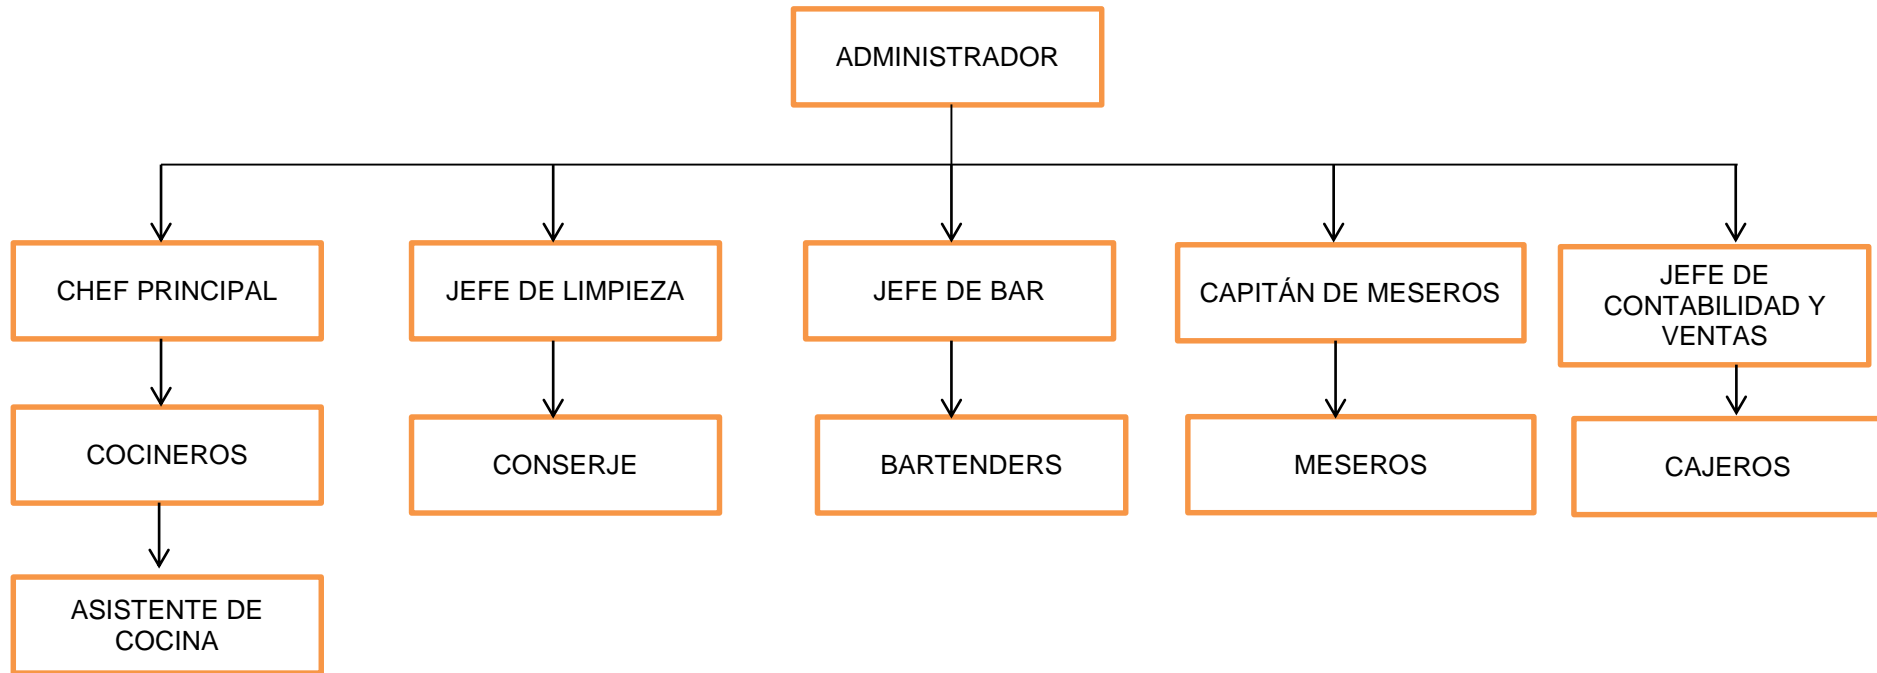 ADMINISTRADOR
CHEF PRINCIPAL
JEFE DE LIMPIEZA
JEFE DE BAR
CAPITÁN DE MESEROS
JEFE DE
CONTABILIDAD Y
VENTAS
COCINEROS
CONSERJE
BARTENDERS
MESEROS
CAJEROS
ASISTENTE DE
COCINA